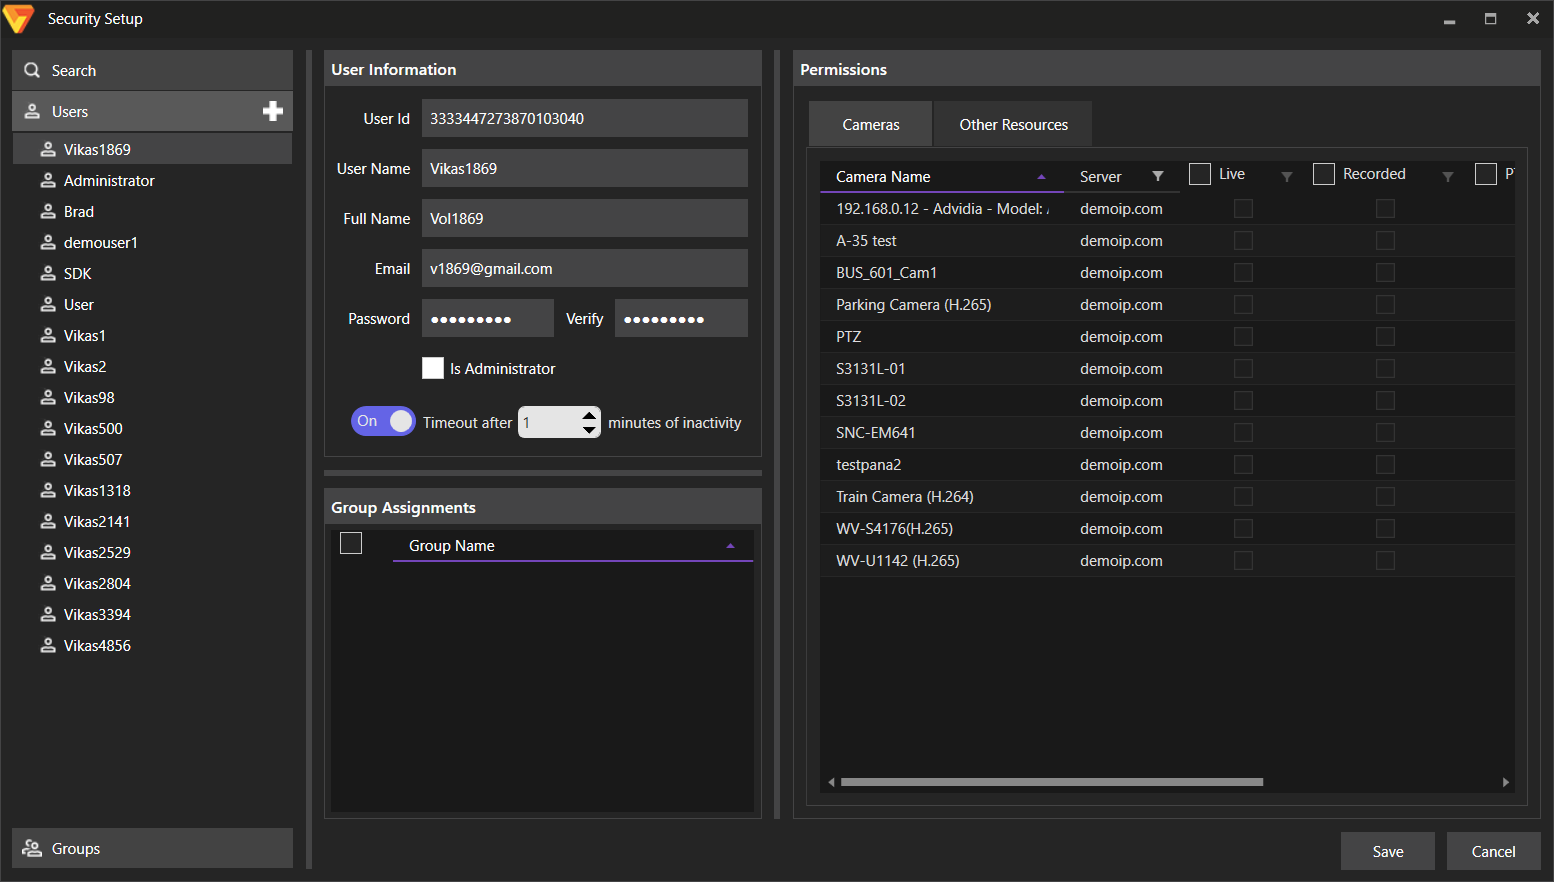 Security Setup
Search
Users
Vikas1869
Administrator
Brad
demouser1
SDK
User
Vikas1
Vikas2
Vikas98
Vikas500
Vikas507
Vikas1318
Vikas2141
Vikas2529
Vikas2804
Vikas3394
Vikas4856
Groups
User Information
User Id 3333447273870103040
User Name Vikas1869
Full Name Vol1869
Email v1869@gmail.com
Password ●●●●●●●●● Verify ●●●●●●●●●
Is Administrator
On Timeout after 1 minutes of inactivity
Group Assignments
Group Name
Permissions
Cameras Other Resources
Camera Name Server Live Recorded
192.168.0.12 - Advidia - Model: demoip.com
A-35 test demoip.com
BUS_601_Cam1 demoip.com
Parking Camera (H.265) demoip.com
PTZ demoip.com
S3131L-01 demoip.com
S3131L-02 demoip.com
SNC-EM641 demoip.com
testpana2 demoip.com
Train Camera (H.264) demoip.com
WV-S4176(H.265) demoip.com
WV-U1142 (H.265) demoip.com
Save Cancel